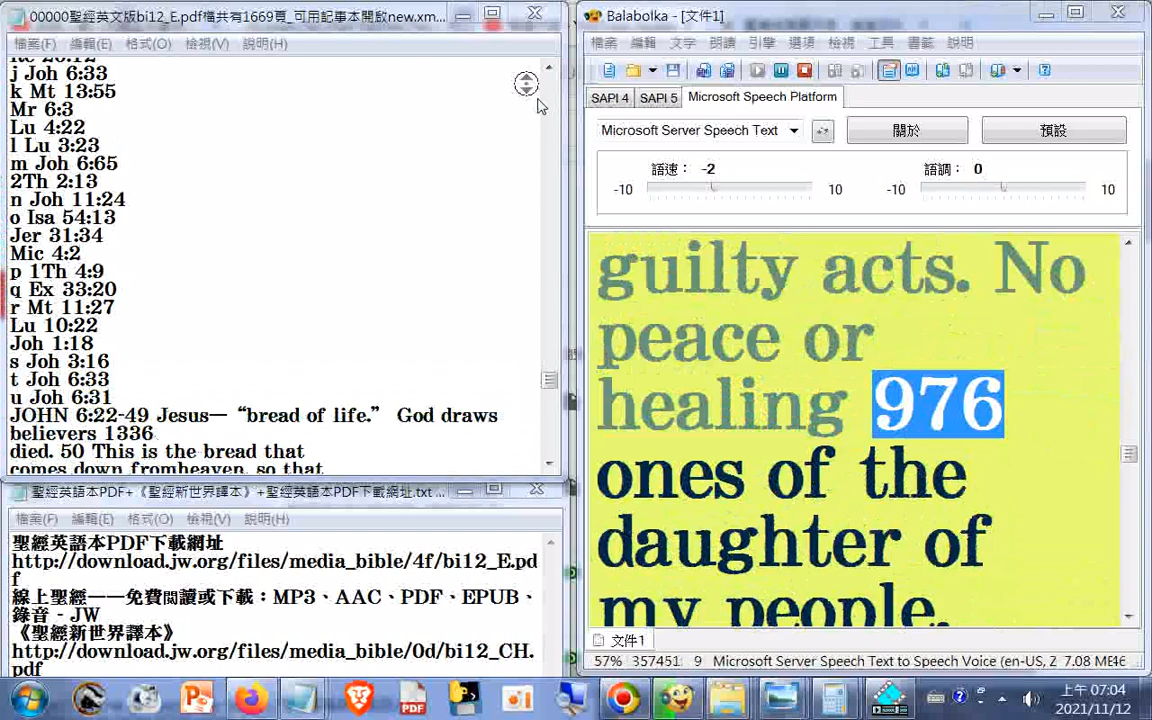 00000聖經英文版bi12_E.pdf檔共有1669頁_可用記事本開啟new.xm...
檔案(F) 編輯(E) 格式(O) 檢視(V) 說明(H)
j Joh 6:33
k Mt 13:55
Mr 6:3
Lu 4:22
l Lu 3:23
m Joh 6:65
2Th 2:13
n Joh 11:24
o Isa 54:13
Jer 31:34
Mic 4:2
p 1Th 4:9
q Ex 33:20
r Mt 11:27
Lu 10:22
Joh 1:18
s Joh 3:16
t Joh 6:33
u Joh 6:31
JOHN 6:22-49 Jesus—“bread of life.” God draws
believers 1336
died. 50 This is the bread that
comes down fromheaven, so that
聖經英語本PDF+《聖經新世界譯本》+聖經英語本PDF下載網址.txt ...
檔案(F) 編輯(E) 格式(O) 檢視(V) 說明(H)
聖經英語本PDF下載網址
http://download.jw.org/files/media_bible/4f/bi12_E.pd
f
線上聖經——免費閱讀或下載：MP3、AAC、PDF、EPUB、
錄音 - JW
《聖經新世界譯本》
http://download.jw.org/files/media_bible/0d/bi12_CH.
pdf
Balabolka - [文件1]
檔案 編輯 文字 朗讀 引擎 選項 檢視 工具 書籤 說明
SAPI 4 SAPI 5 Microsoft Speech Platform
Microsoft Server Speech Text 關於 預設
語速： -2 語調： 0
-10 10 -10 10
guilty acts. No
peace or
healing 976
ones of the
daughter of
my people,
文件1
57% 357451 9 Microsoft Server Speech Text to Speech Voice (en-US, Z 7.08 ME46
上午 07:04
2021/11/12